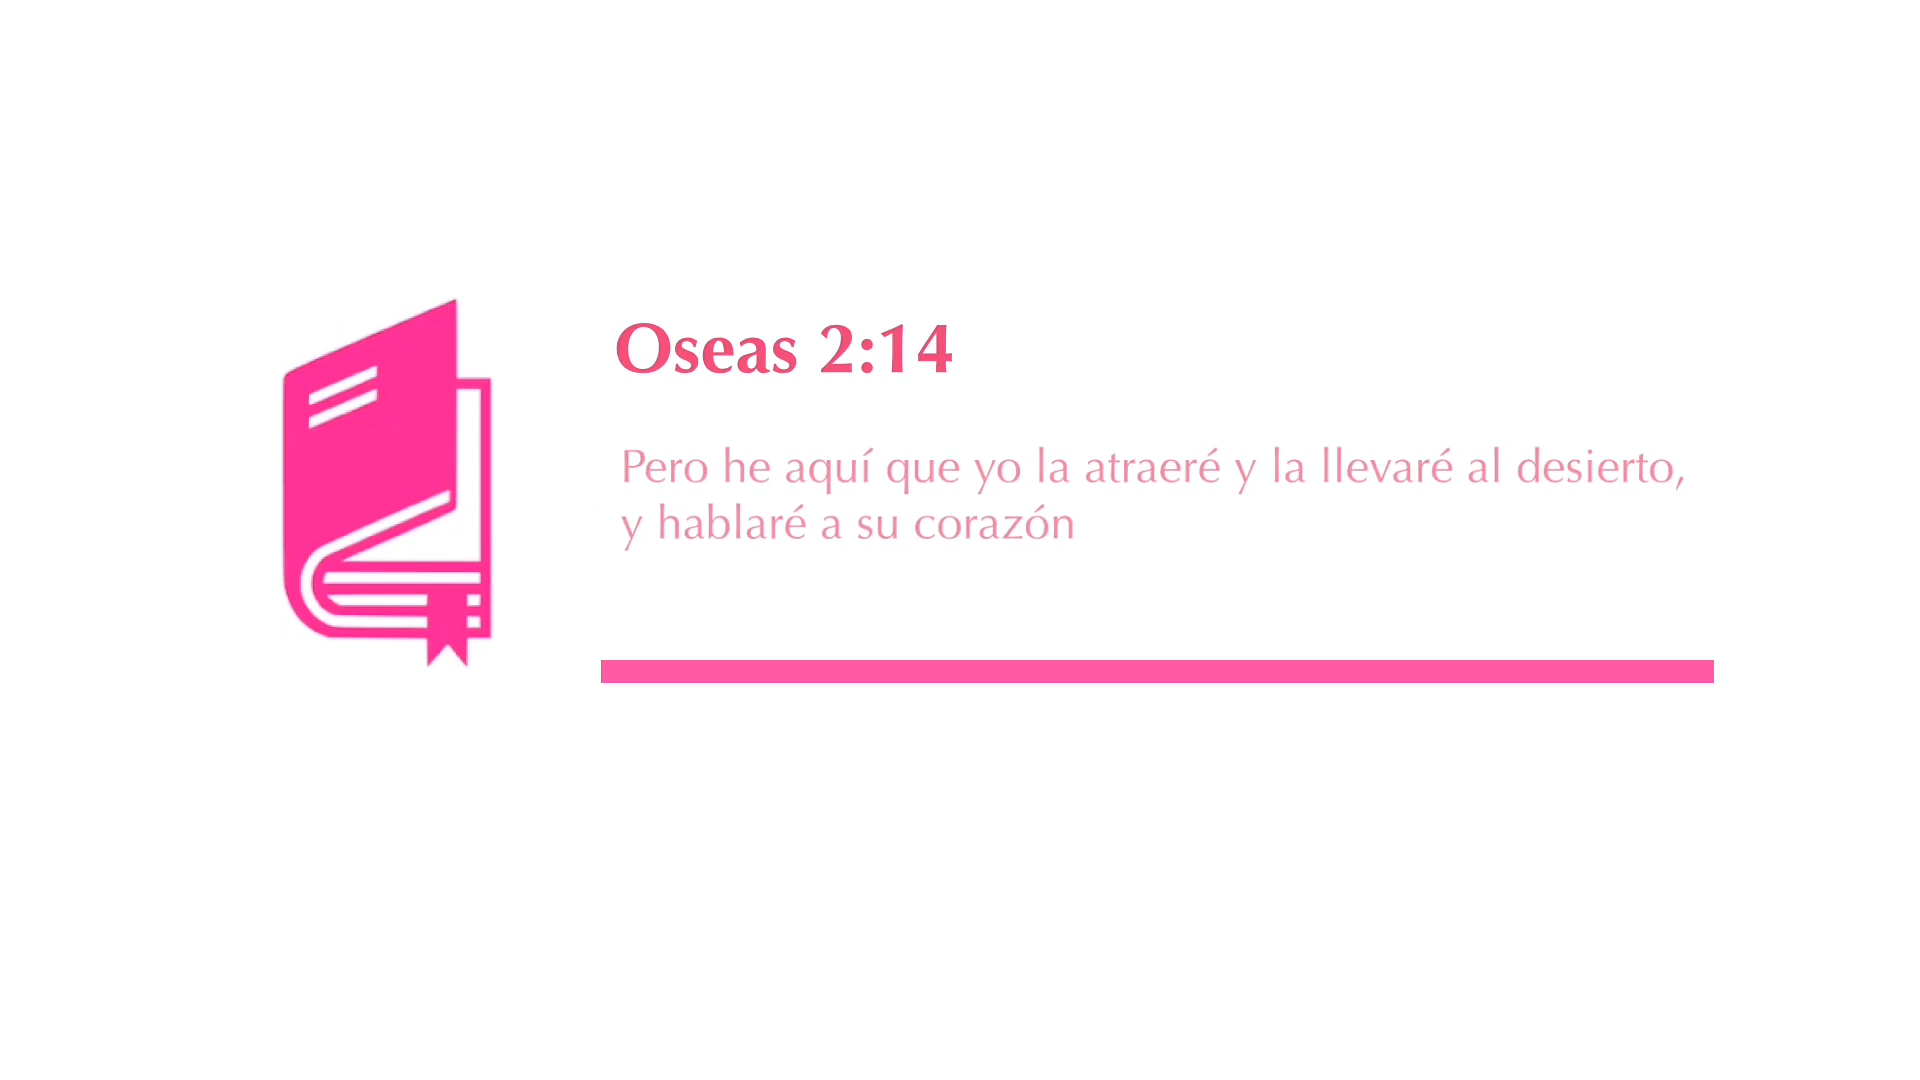 Oseas 2:14
Pero he aquí que yo la atraeré y la llevaré al desierto,
y hablaré a su corazón